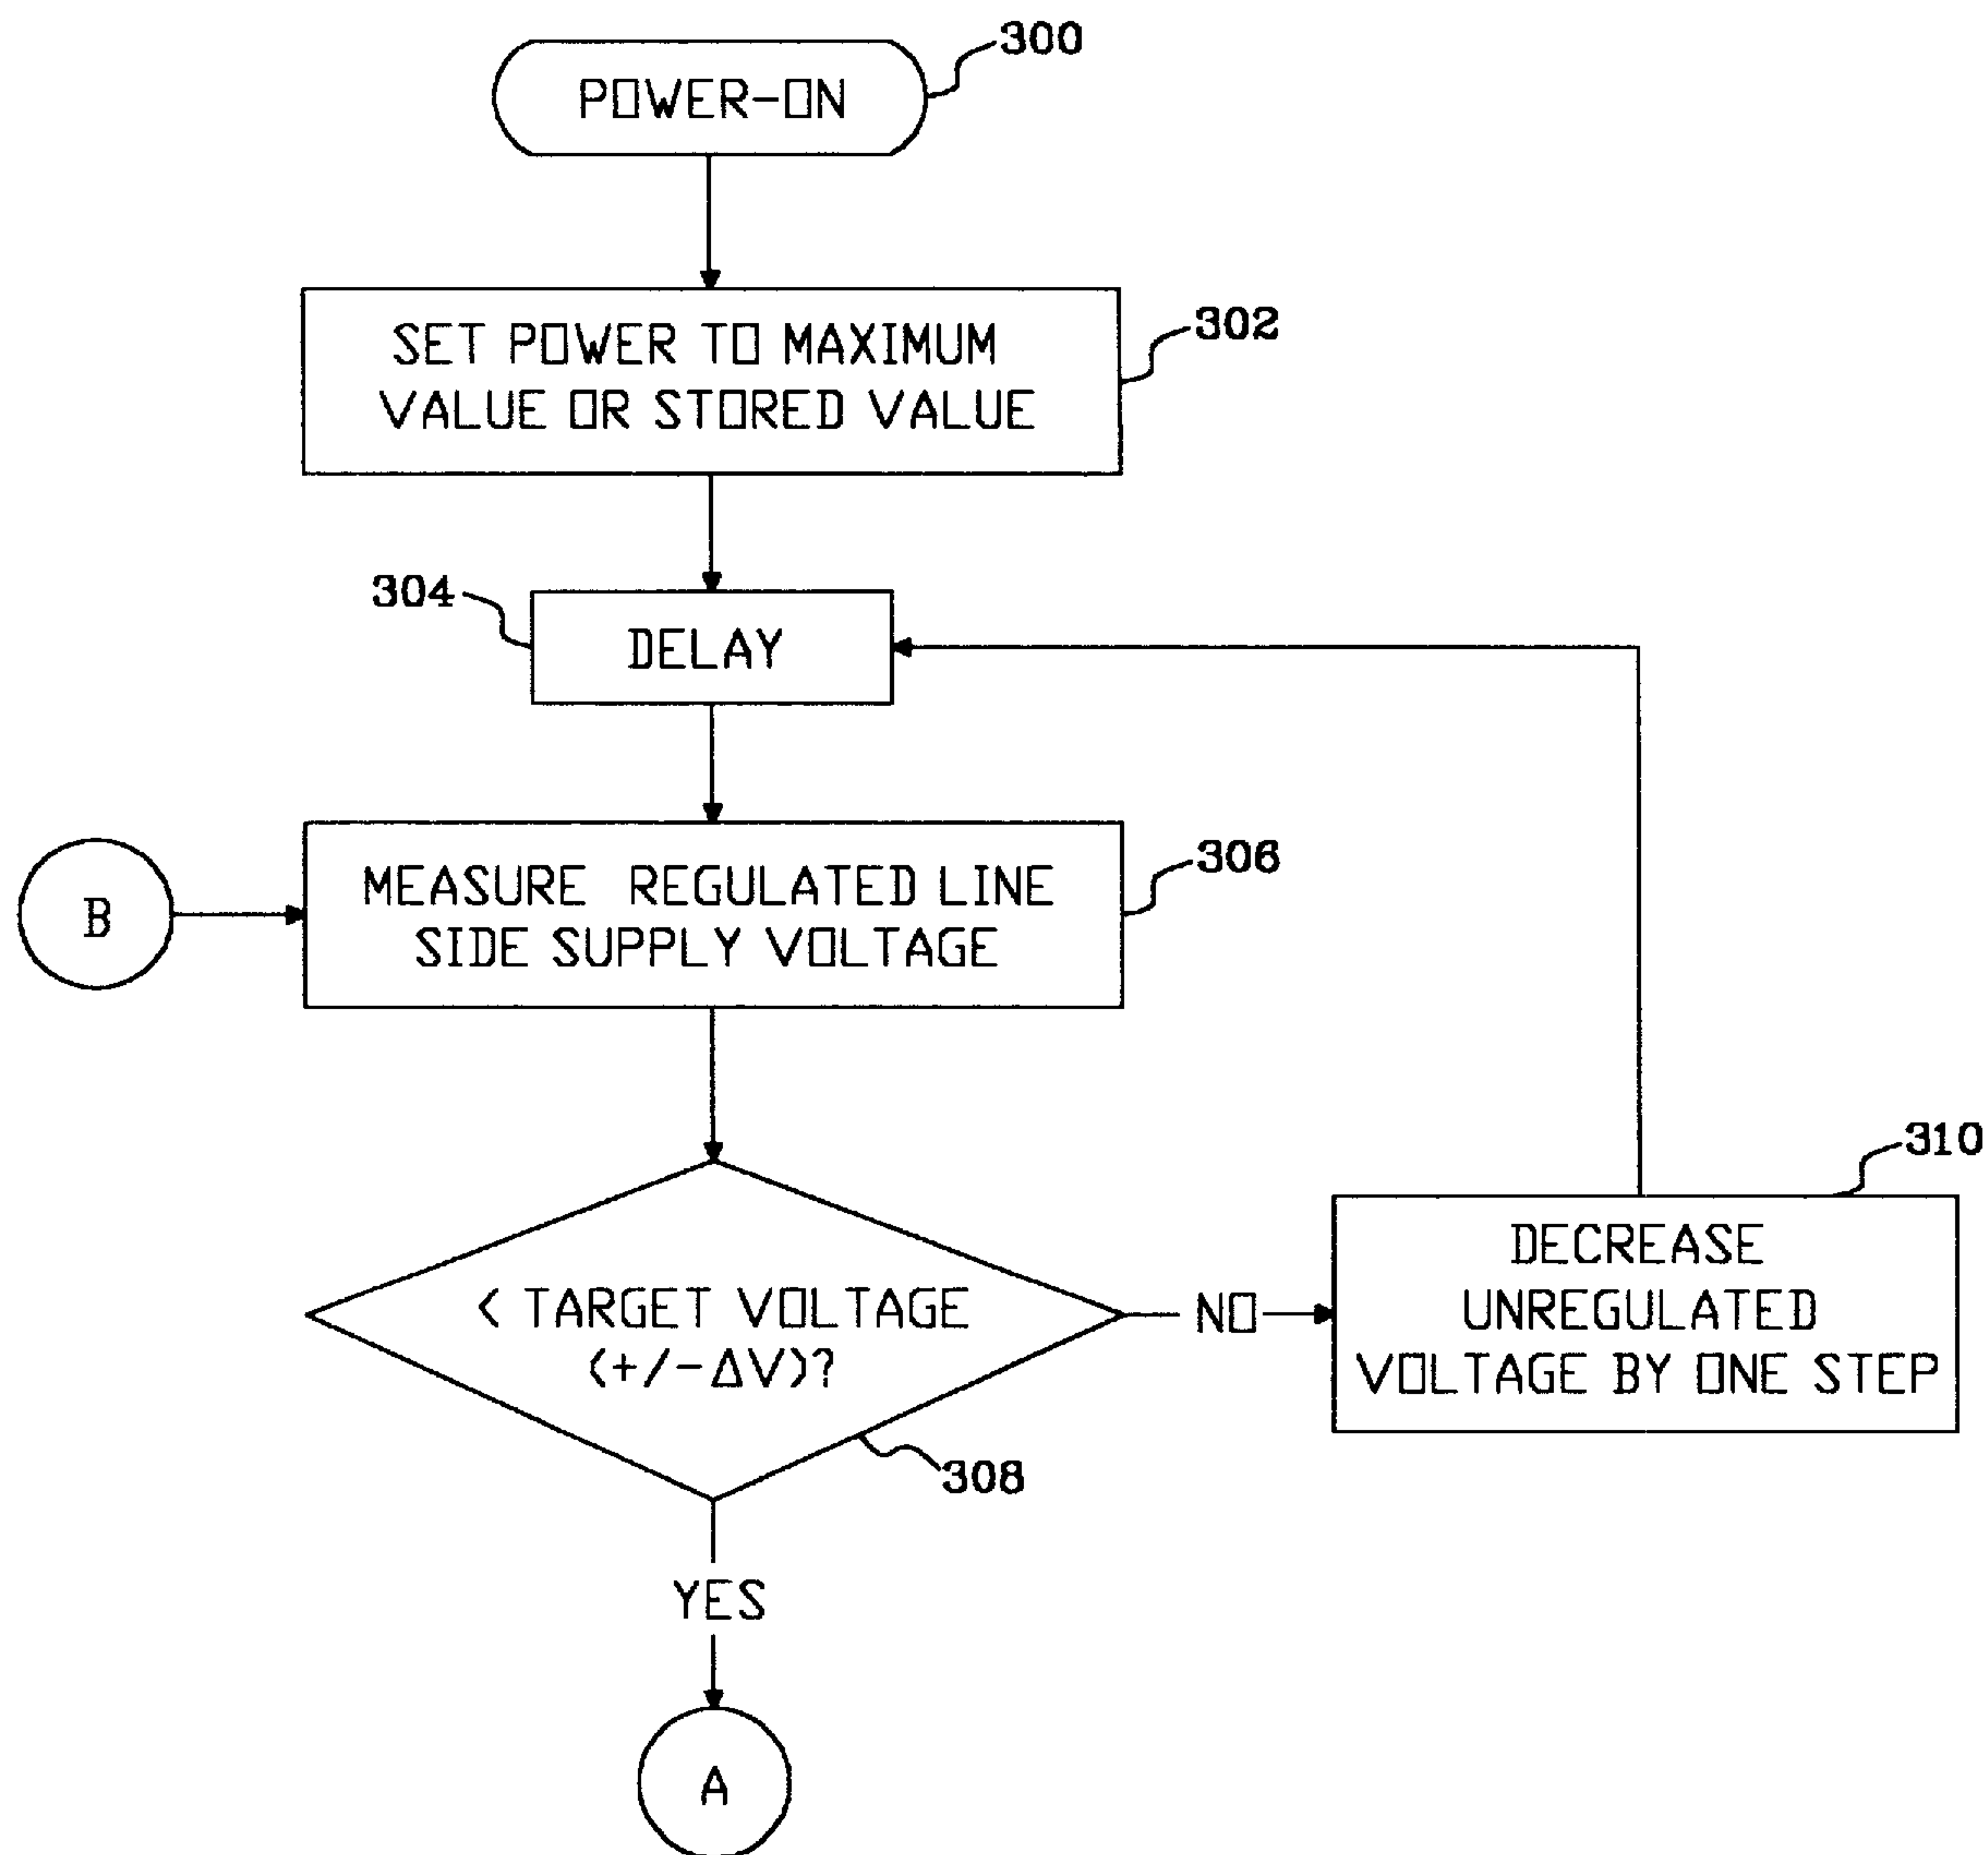 300
POWER-ON
302
SET POWER TO MAXIMUM
VALUE OR STORED VALUE
304
DELAY
306
B
MEASURE REGULATED LINE
SIDE SUPPLY VOLTAGE
310
< TARGET VOLTAGE
(+/-ΔV)?
NO
DECREASE
UNREGULATED
VOLTAGE BY ONE STEP
308
YES
A